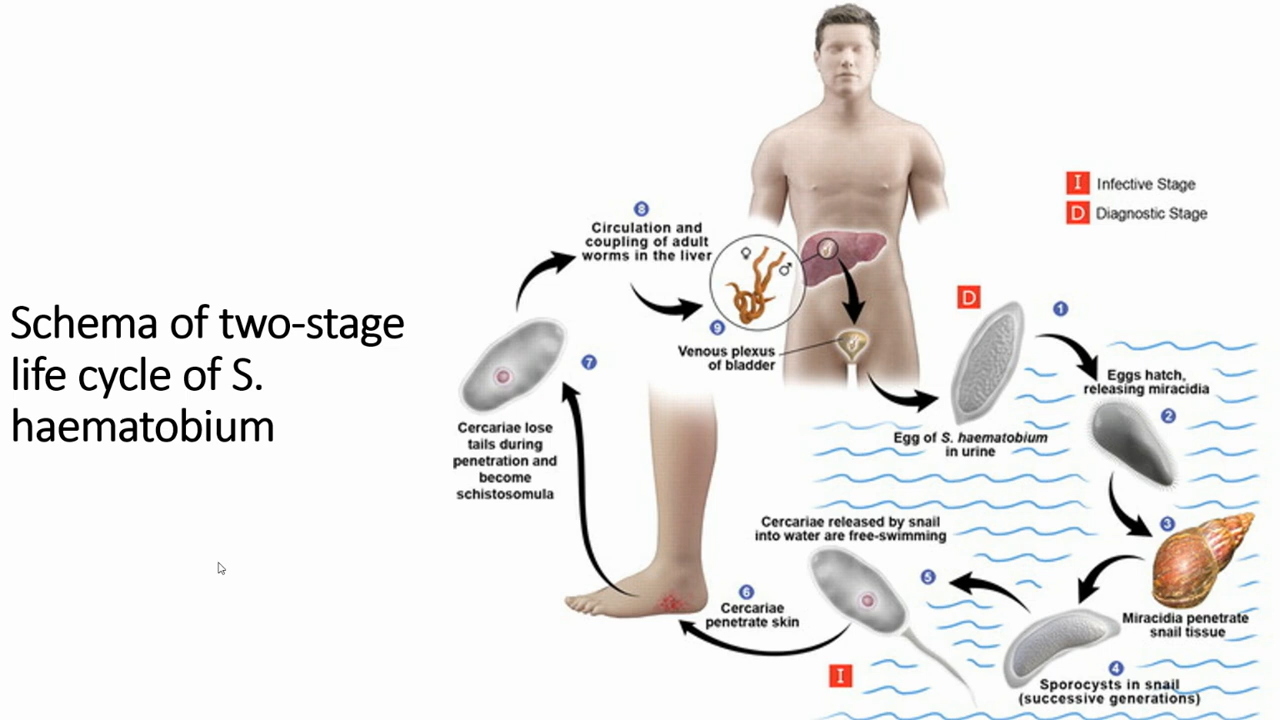 Schema of two-stage
life cycle of S.
haematobium
I Infective Stage
D Diagnostic Stage
8
Circulation and
coupling of adult
worms in the liver
♀ ♂
9
Venous plexus
of bladder
D
1
Eggs hatch,
releasing miracidia
2
Egg of S. haematobium
in urine
7
Cercariae lose
tails during
penetration and
become
schistosomula
3
Miracidia penetrate
snail tissue
Cercariae released by snail
into water are free-swimming
5
6
Cercariae
penetrate skin
I
4
Sporocysts in snail
(successive generations)